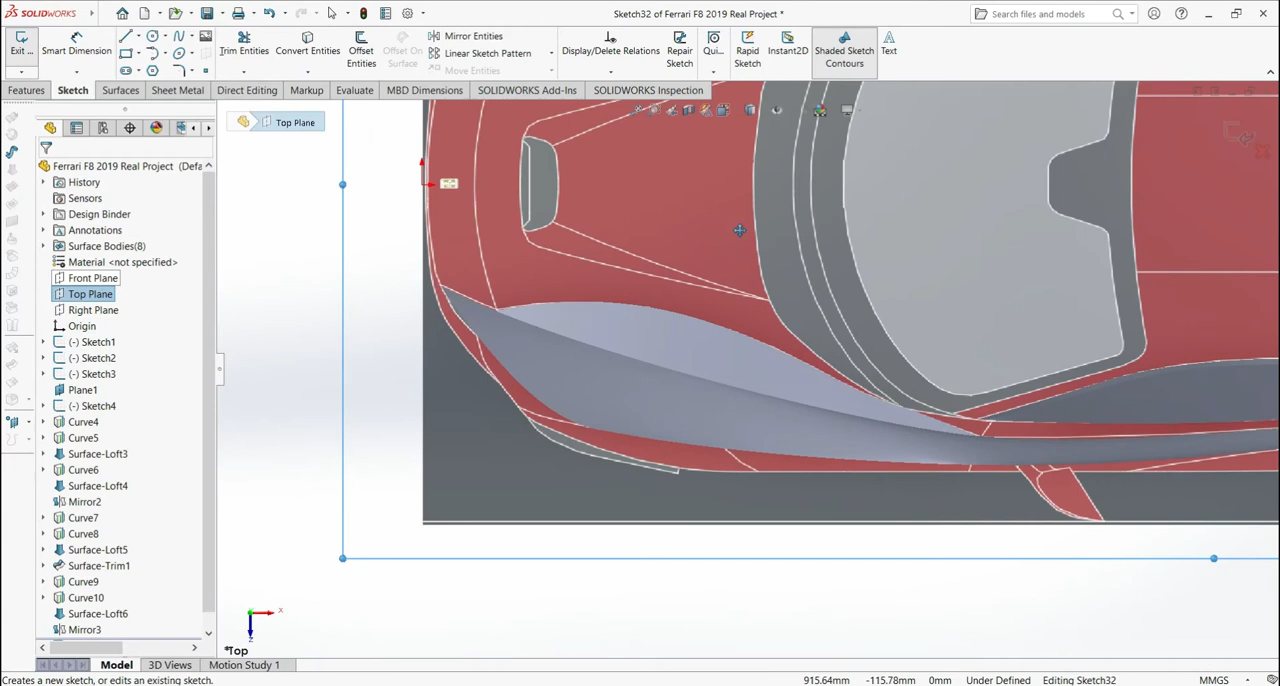 SOLIDWORKS
Sketch32 of Ferrari F8 2019 Real Project *
Search files and models
Exit ...
Smart Dimension
Trim Entities
Convert Entities
Offset Entities
Offset On Surface
Mirror Entities
Linear Sketch Pattern
Move Entities
Display/Delete Relations
Repair Sketch
Qui...
Rapid Sketch
Instant2D
Shaded Sketch Contours
Text
Features
Sketch
Surfaces
Sheet Metal
Direct Editing
Markup
Evaluate
MBD Dimensions
SOLIDWORKS Add-Ins
SOLIDWORKS Inspection
Top Plane
Ferrari F8 2019 Real Project (Defa
History
Sensors
Design Binder
Annotations
Surface Bodies(8)
Material <not specified>
Front Plane
Top Plane
Right Plane
Origin
(-) Sketch1
(-) Sketch2
(-) Sketch3
Plane1
(-) Sketch4
Curve4
Curve5
Surface-Loft3
Curve6
Surface-Loft4
Mirror2
Curve7
Curve8
Surface-Loft5
Surface-Trim1
Curve9
Curve10
Surface-Loft6
Mirror3
X
Z
*Top
Model
3D Views
Motion Study 1
Creates a new sketch, or edits an existing sketch.
915.64mm
-115.78mm
0mm
Under Defined
Editing Sketch32
MMGS